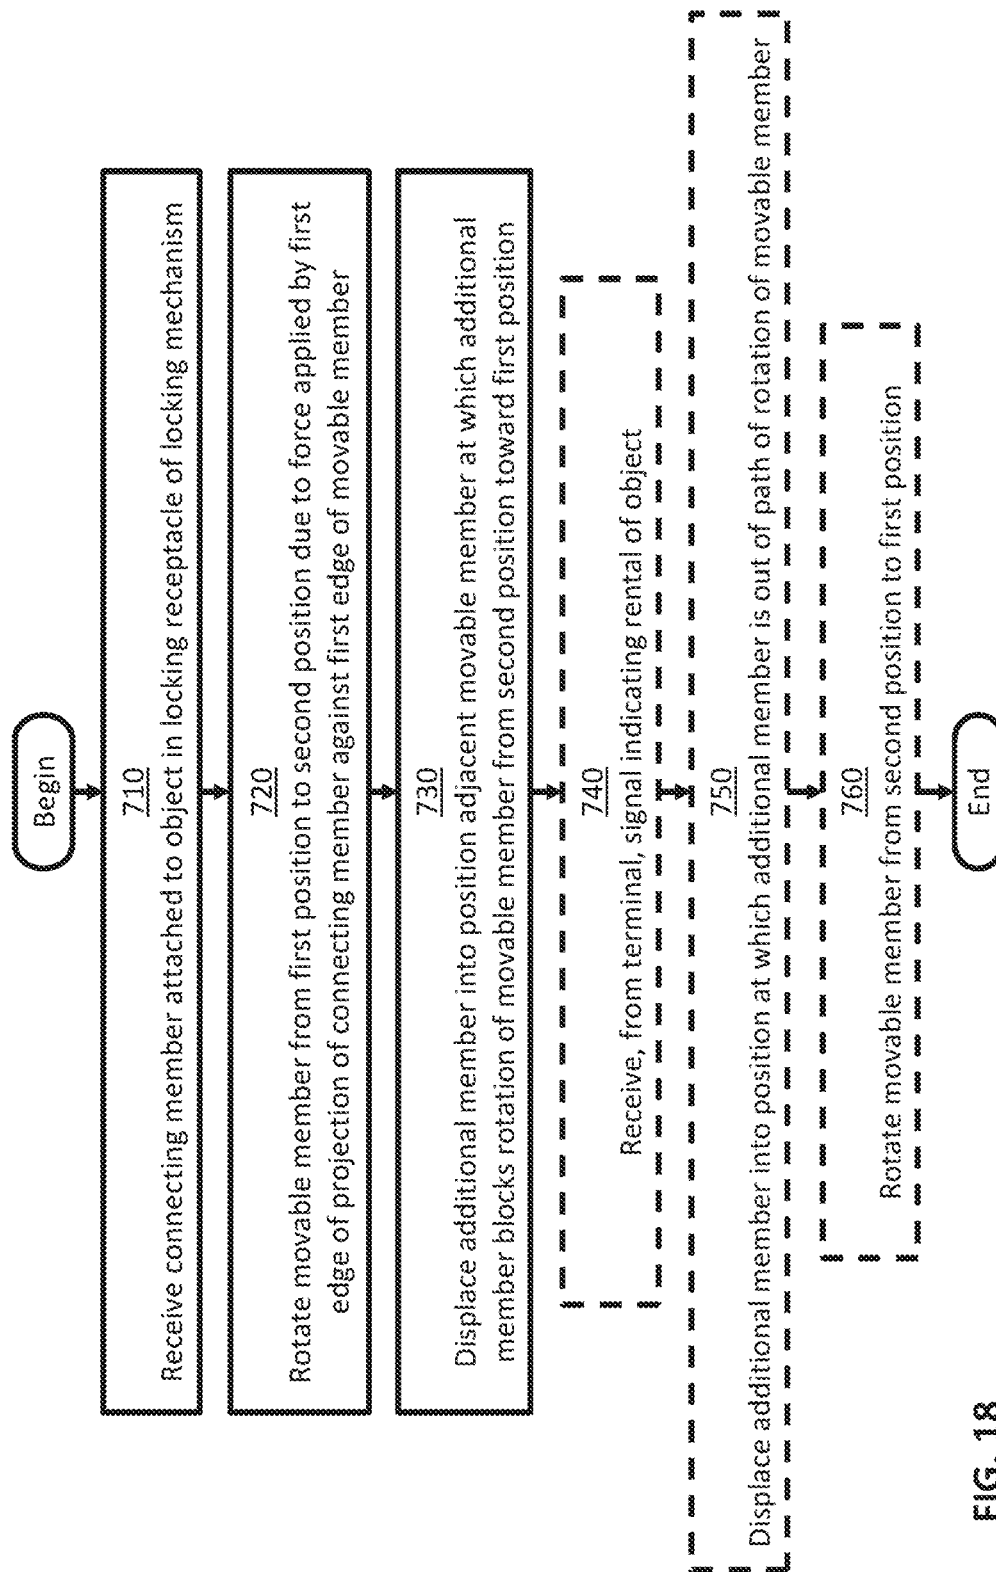 Begin
710
Receive connecting member attached to object in locking receptacle of locking mechanism
720
Rotate movable member from first position to second position due to force applied by first
edge of projection of connecting member against first edge of movable member
730
Displace additional member into position adjacent movable member at which additional
member blocks rotation of movable member from second position toward first position
740
Receive, from terminal, signal indicating rental of object
750
Displace additional member into position at which additional member is out of path of rotation of movable member
760
Rotate movable member from second position to first position
End
FIG. 18